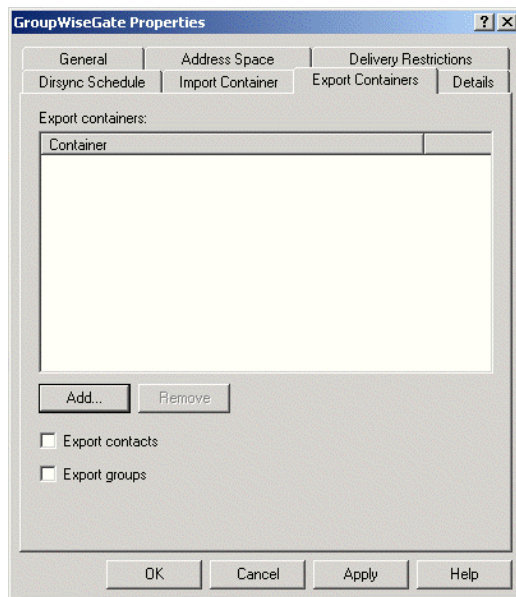 GroupWiseGate Properties
General Address Space Delivery Restrictions
Dirsync Schedule Import Container Export Containers Details
Export containers:
Container
Add... Remove
Export contacts
Export groups
OK Cancel Apply Help